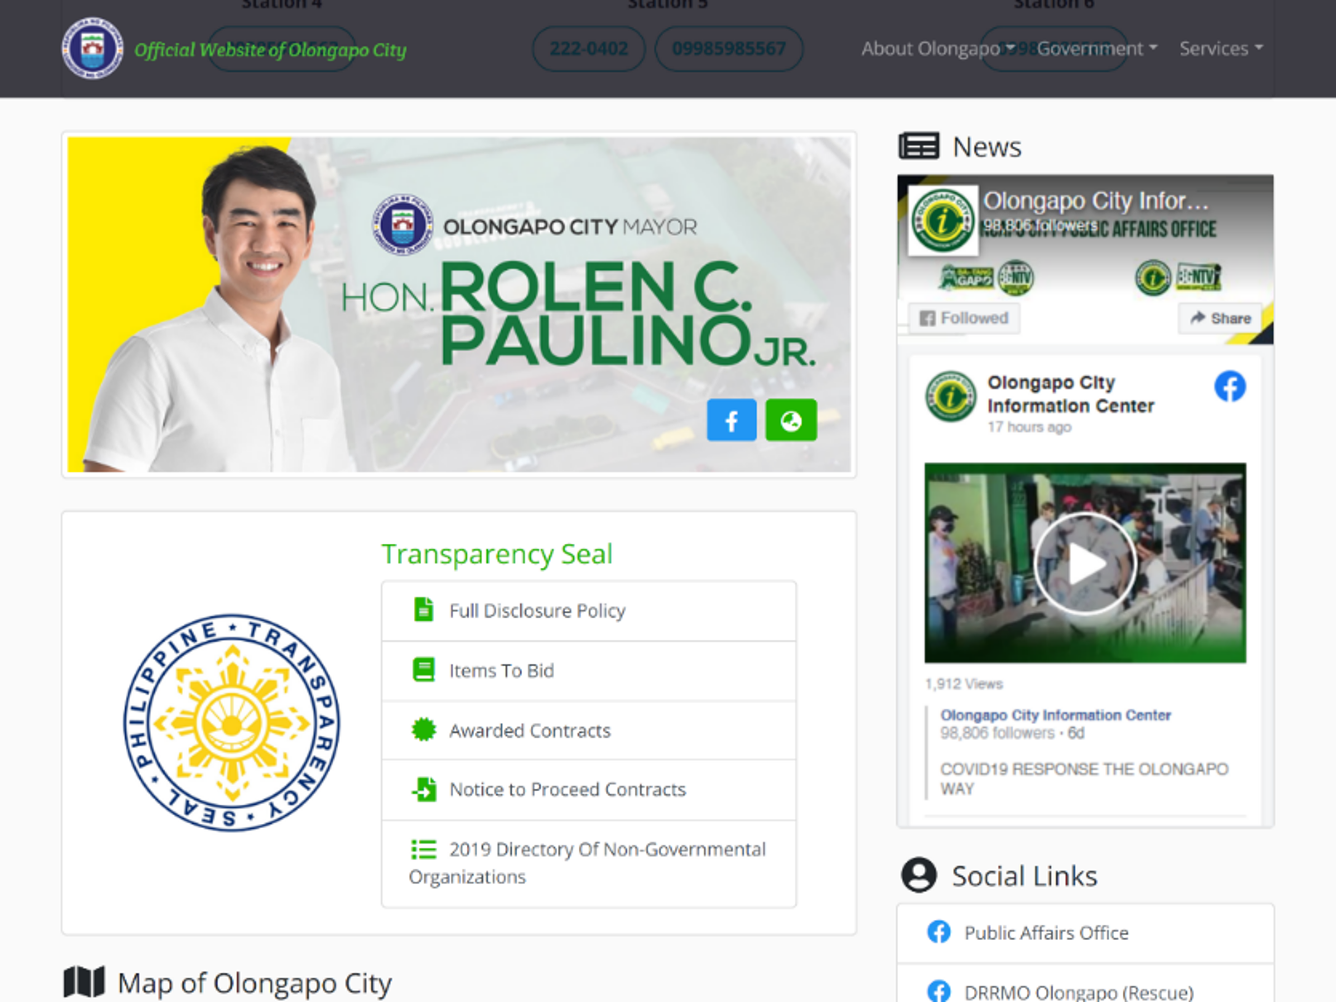 Station 4
Station 5
Station 6
Official Website of Olongapo City
222-0402
09985985567
About Olongapo
Government
Services
OLONGAPO CITY MAYOR
HON. ROLEN C.
PAULINO JR.
Transparency Seal
Full Disclosure Policy
Items To Bid
Awarded Contracts
Notice to Proceed Contracts
2019 Directory Of Non-Governmental
Organizations
PHILIPPINE ★ TRANSPARENCY ★ SEAL ★
Map of Olongapo City
News
Olongapo City Infor...
98,806 followers
CITY PUBLIC AFFAIRS OFFICE
Followed
Share
Olongapo City
Information Center
17 hours ago
1,912 Views
Olongapo City Information Center
98,806 followers · 6d
COVID19 RESPONSE THE OLONGAPO
WAY
Social Links
Public Affairs Office
DRRMO Olongapo (Rescue)